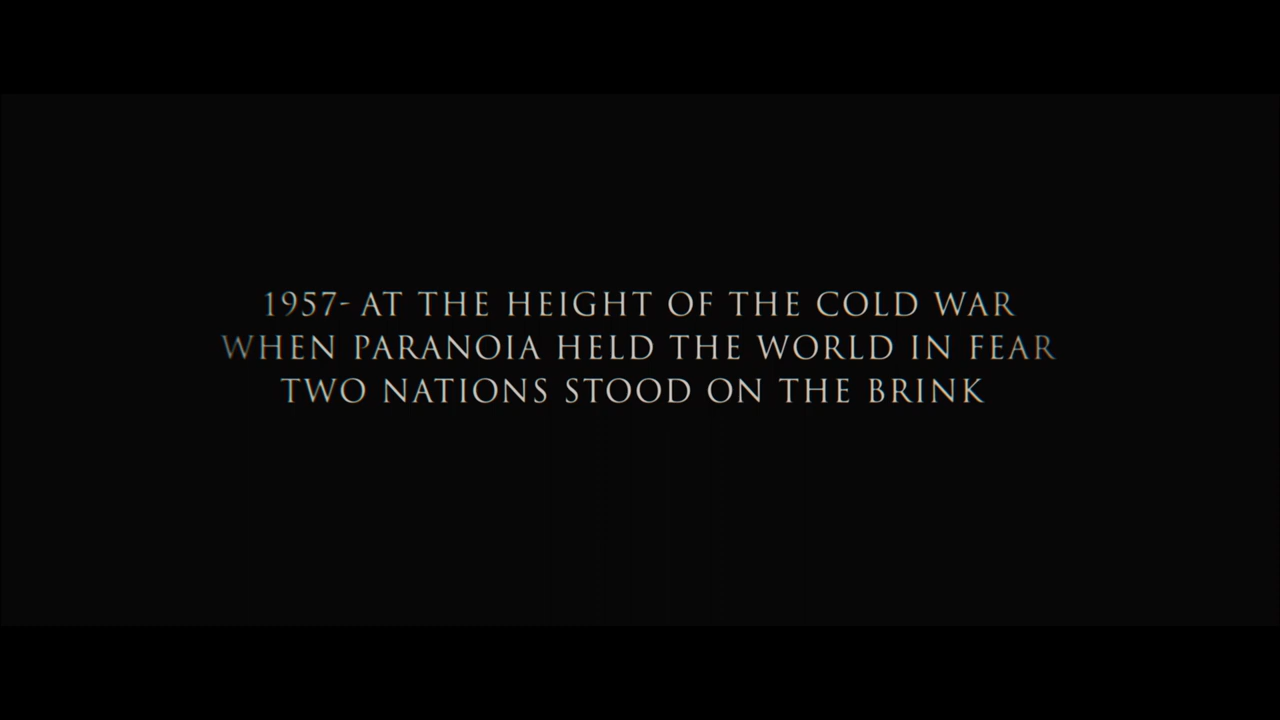 1957- AT THE HEIGHT OF THE COLD WAR
WHEN PARANOIA HELD THE WORLD IN FEAR
TWO NATIONS STOOD ON THE BRINK